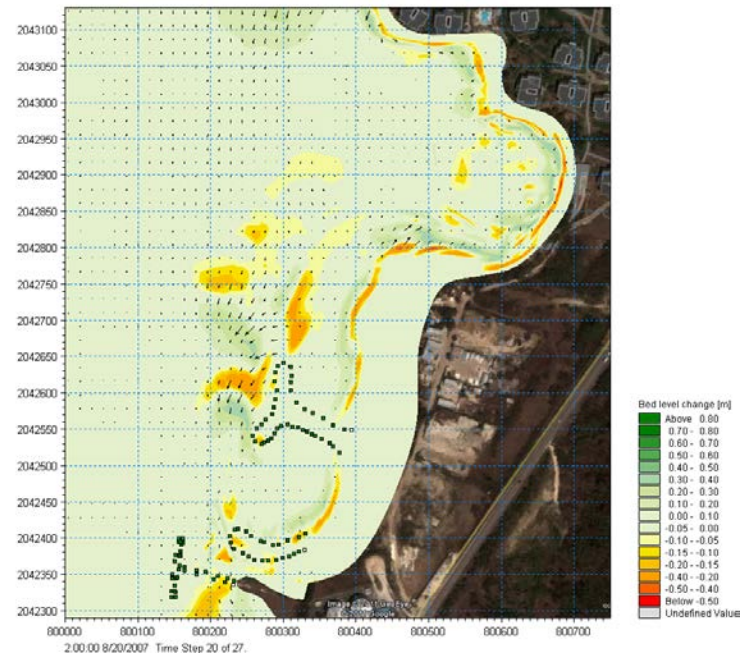 2043100
2043050
2043000
2042950
2042900
2042850
2042800
2042750
2042700
2042650
2042600
2042550
2042500
2042450
2042400
2042350
2042300
800000 800100 800200 800300 800400 800500 800600 800700
2:00:00 8/20/2007 Time Step 20 of 27.
Bed level change [m]
Above 0.80
0.70 - 0.80
0.60 - 0.70
0.50 - 0.60
0.40 - 0.50
0.30 - 0.40
0.20 - 0.30
0.10 - 0.20
0.00 - 0.10
-0.05 - 0.00
-0.10 - -0.05
-0.15 - -0.10
-0.20 - -0.15
-0.40 - -0.20
-0.50 - -0.40
Below -0.50
Undefined Value